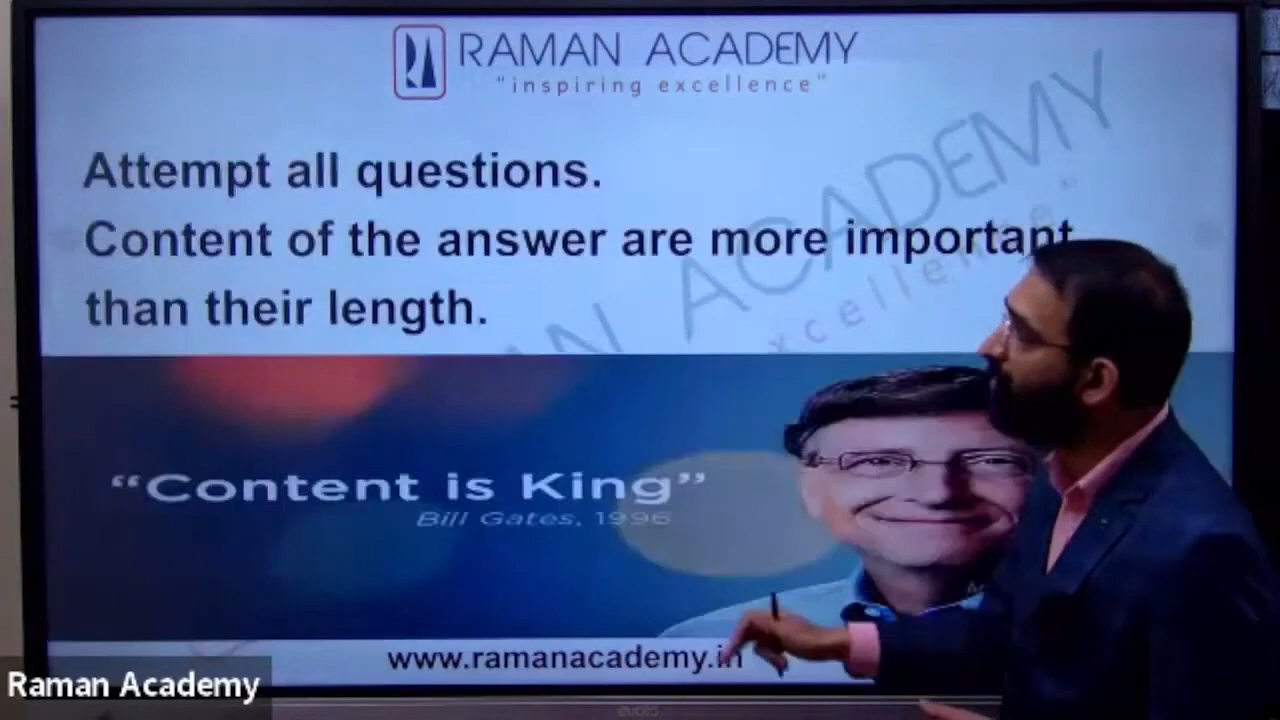 RAMAN ACADEMY
"inspiring excellence"
Attempt all questions.
Content of the answer are more important
than their length.
ACADEMY
"Content is King"
Bill Gates, 1996
www.ramanacademy.in
Raman Academy